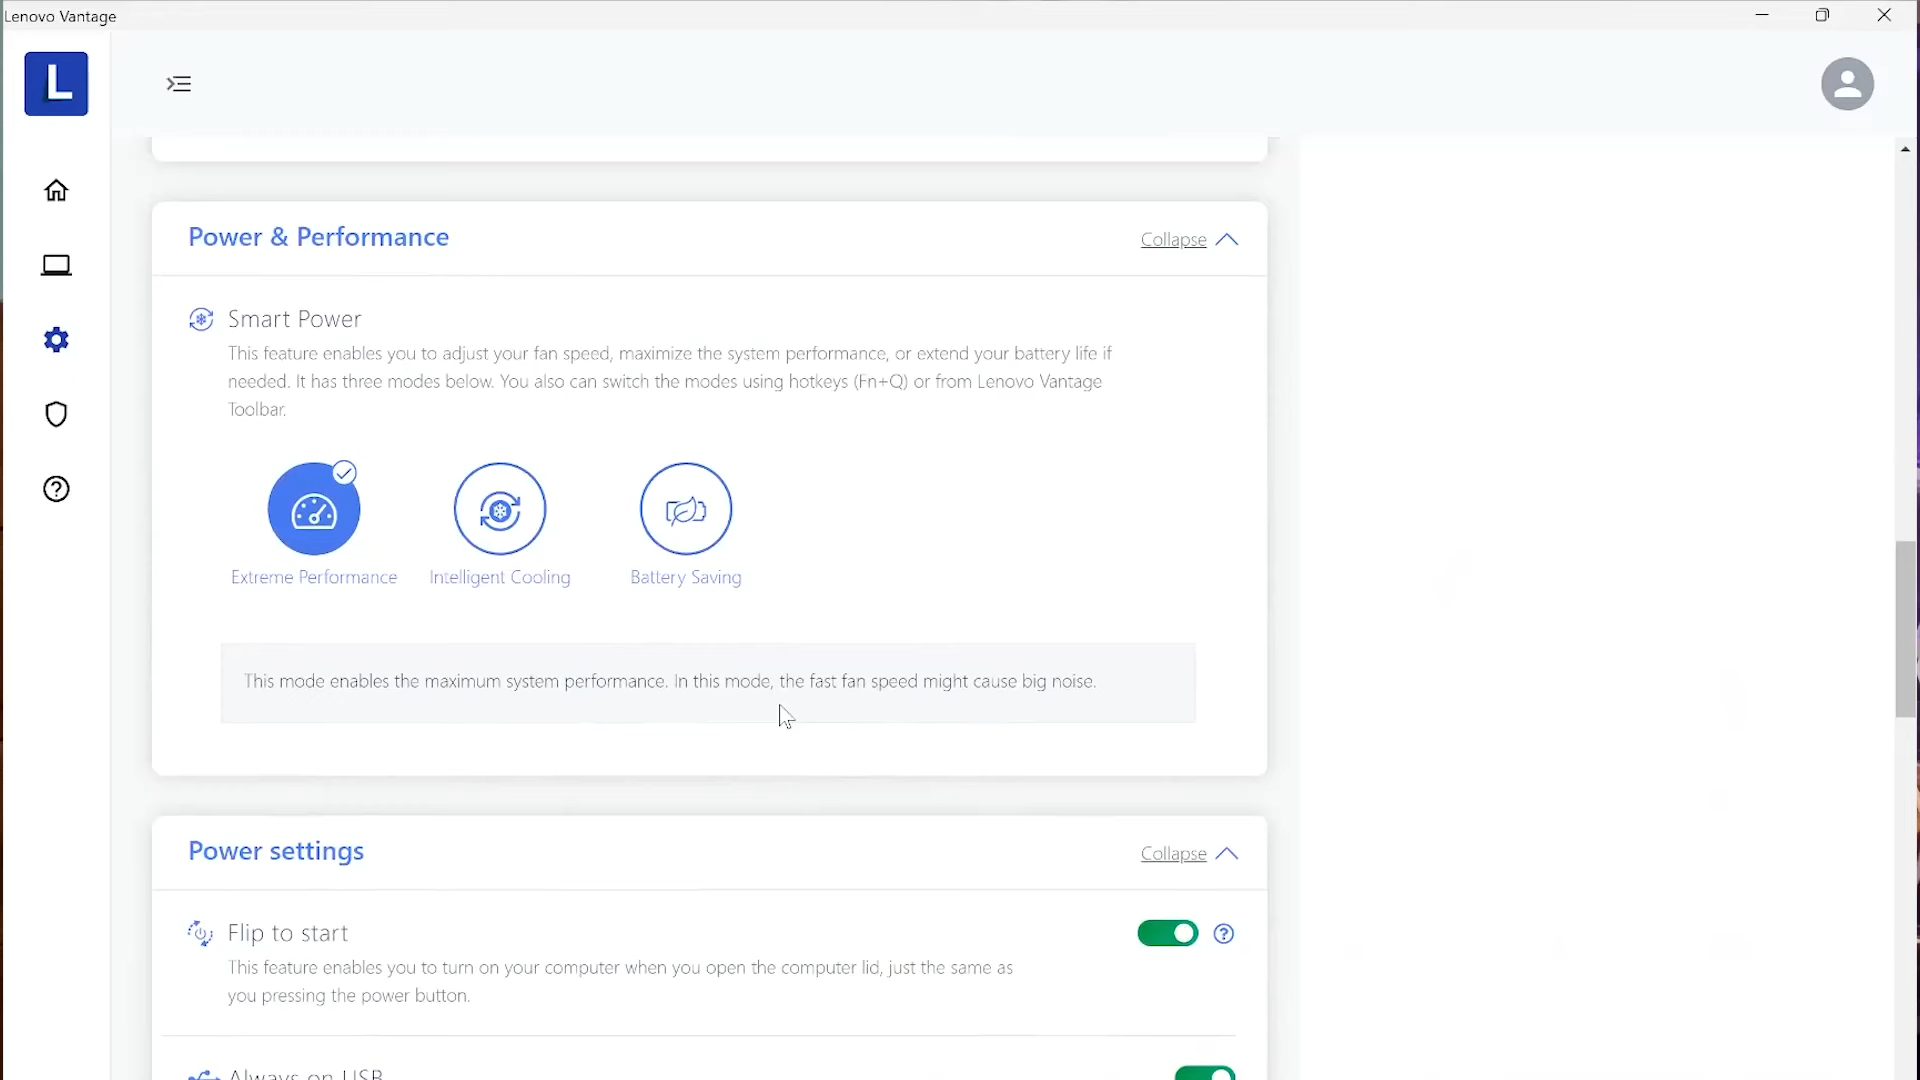 Lenovo Vantage
L
Power & Performance
Collapse
Smart Power
This feature enables you to adjust your fan speed, maximize the system performance, or extend your battery life if
needed. It has three modes below. You also can switch the modes using hotkeys (Fn+Q) or from Lenovo Vantage
Toolbar.
Extreme Performance
Intelligent Cooling
Battery Saving
This mode enables the maximum system performance. In this mode, the fast fan speed might cause big noise.
Power settings
Collapse
Flip to start
This feature enables you to turn on your computer when you open the computer lid, just the same as
you pressing the power button.
Always on USB